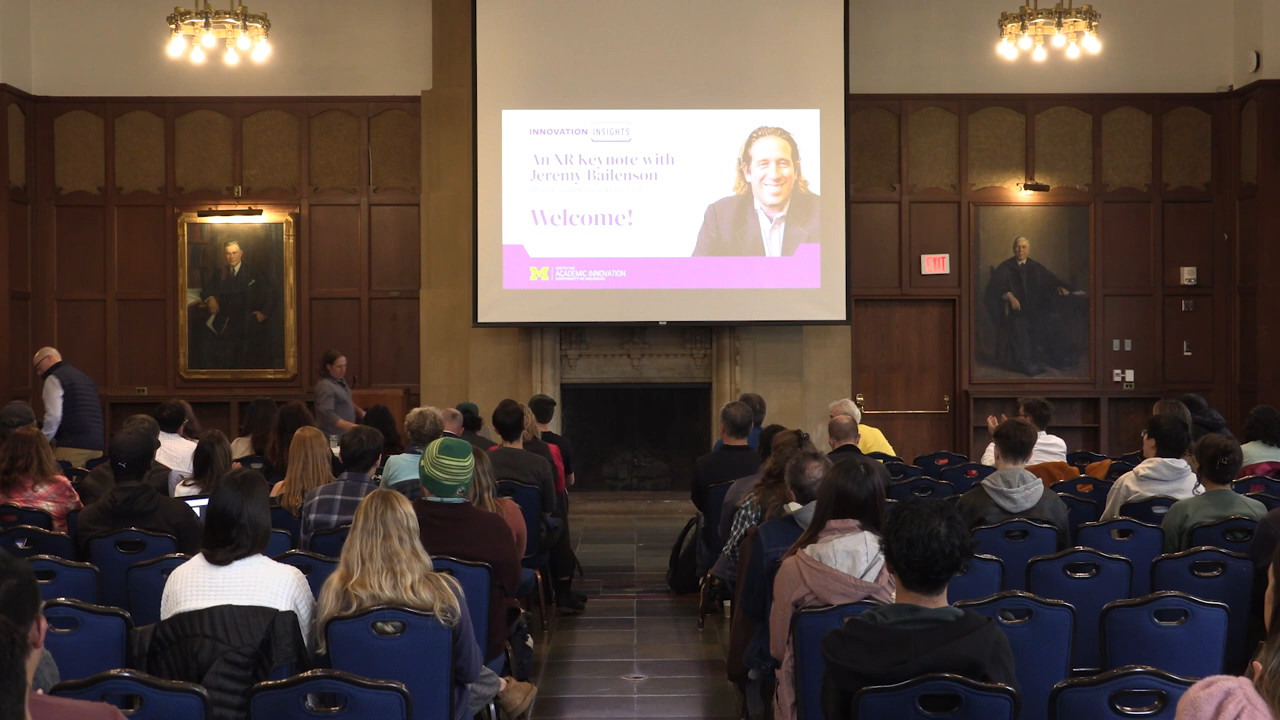 INNOVATION INSIGHTS
An XR Keynote with
Jeremy Bailenson
Welcome!
M
ACADEMIC INNOVATION
EXIT